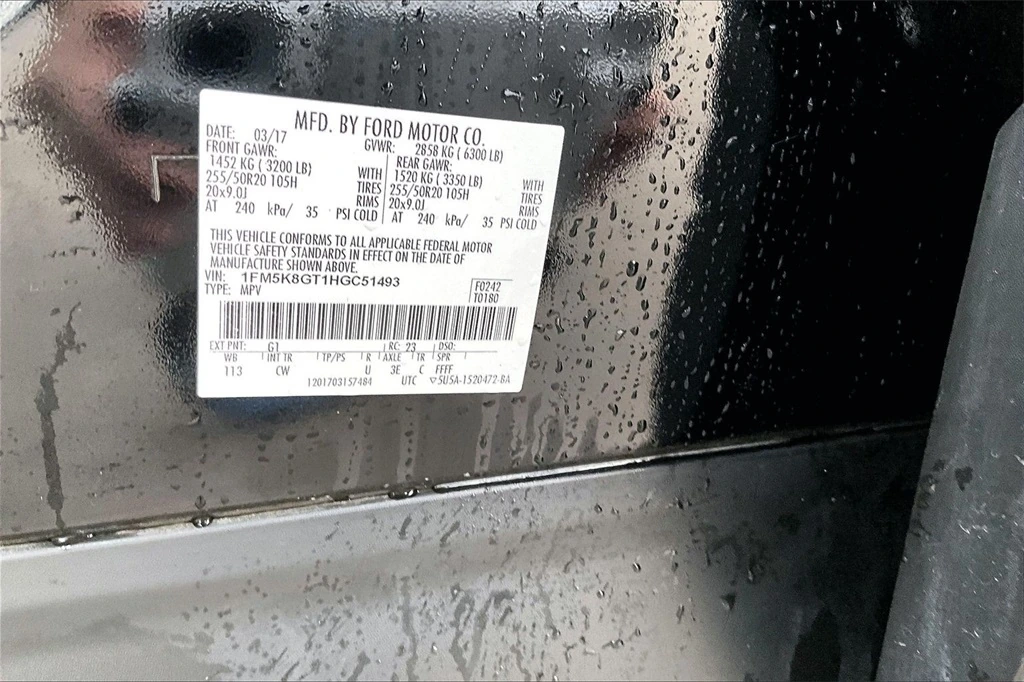 MFD. BY FORD MOTOR CO.
DATE: 03/17 GVWR: 2858 KG ( 6300 LB)
FRONT GAWR: REAR GAWR:
1452 KG ( 3200 LB) WITH 1520 KG ( 3350 LB) WITH
255/50R20 105H TIRES 255/50R20 105H TIRES
20x9.0J RIMS 20x9.0J RIMS
AT 240 kPa/ 35 PSI COLD AT 240 kPa/ 35 PSI COLD
THIS VEHICLE CONFORMS TO ALL APPLICABLE FEDERAL MOTOR
VEHICLE SAFETY STANDARDS IN EFFECT ON THE DATE OF
MANUFACTURE SHOWN ABOVE.
VIN: 1FM5K8GT1HGC51493 F0242
TYPE: MPV T0180
EXT PNT: G1 RC: 23 DSO:
WB INT TR TP/PS R AXLE TR SPR
113 CW U 3E C FFFF
1201703157484 UTC ▽5U5A-1520472-BA